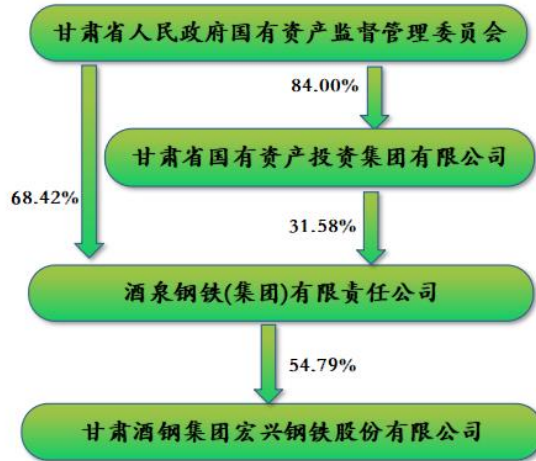 甘肃省人民政府国有资产监督管理委员会
84.00%
甘肃省国有资产投资集团有限公司
68.42%
31.58%
酒泉钢铁(集团)有限责任公司
54.79%
甘肃酒钢集团宏兴钢铁股份有限公司